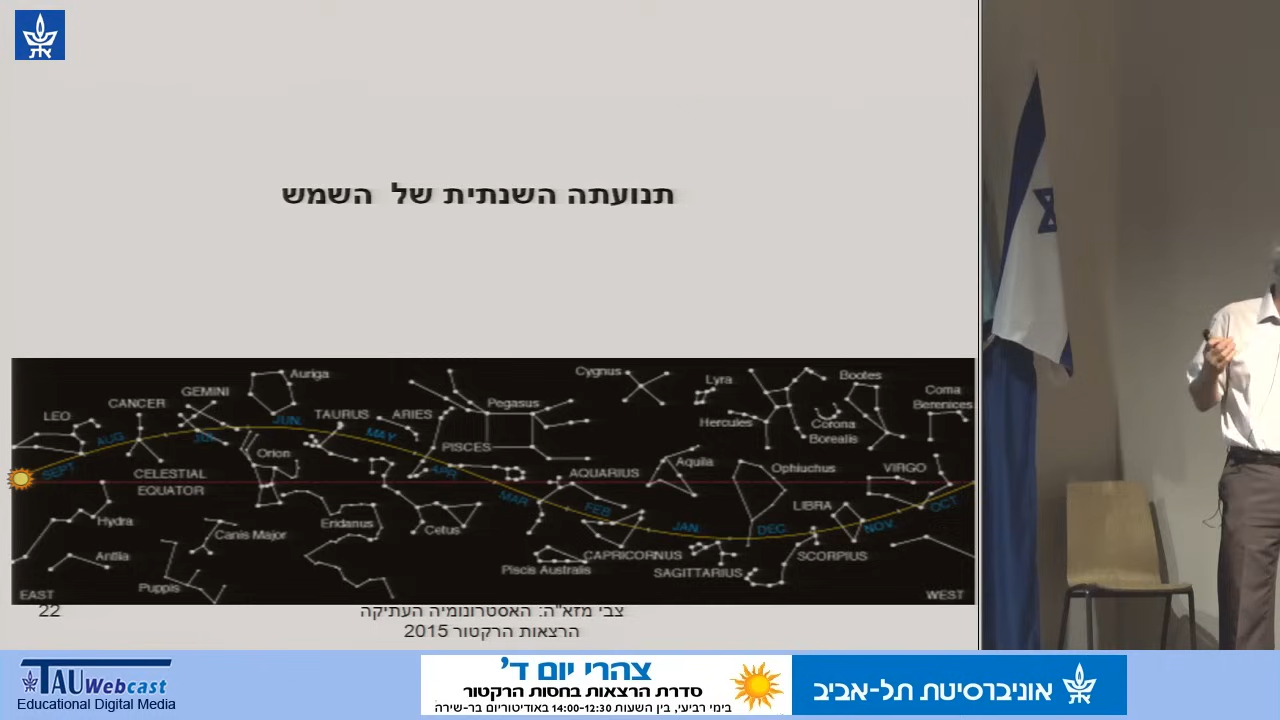 תנועתה השנתית של השמש
Cygnus
Auriga
Lyra
Bootes
GEMINI
Coma
Berenices
CANCER
Pegasus
LEO
TAURUS
ARIES
JUN.
Hercules
Corona
Borealis
MAY
AUG
PISCES
Orion
Aquila
Ophiuchus
VIRGO
SEPT
CELESTIAL
EQUATOR
APR
AQUARIUS
MAR
FEB
LIBRA
OCT
Hydra
Eridanus
Cetus
JAN
DEC.
NOV.
Canis Major
Antlia
CAPRICORNUS
SCORPIUS
Piscis Australis
SAGITTARIUS
Puppis
EAST
WEST
22
צבי מזא"ה: האסטרונומיה העתיקה
הרצאות הרקטור 2015
TAU Webcast
Educational Digital Media
צהרי יום ד'
סדרת הרצאות בחסות הרקטור
בימי רביעי, בין השעות 14:00-12:30 באודיטוריום בר-שירה
אוניברסיטת תל-אביב